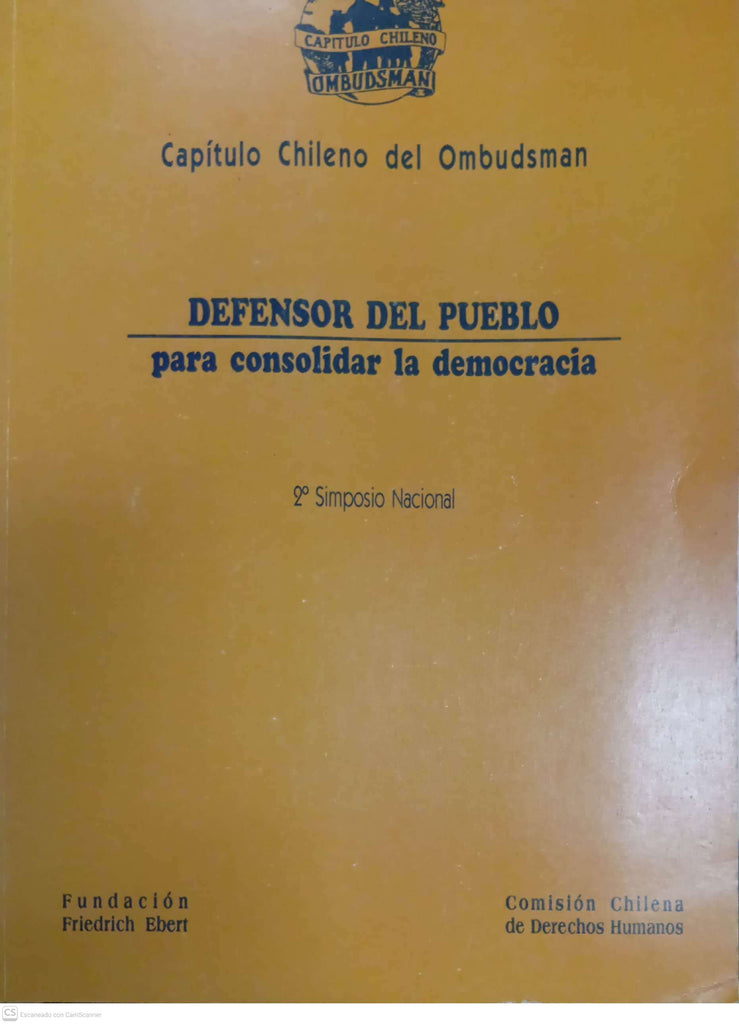 CAPITULO CHILENO
OMBUDSMAN
Capítulo Chileno del Ombudsman
DEFENSOR DEL PUEBLO
para consolidar la democracia
2º Simposio Nacional
Fundación
Friedrich Ebert
Comisión Chilena
de Derechos Humanos
CS Escaneado con CamScanner